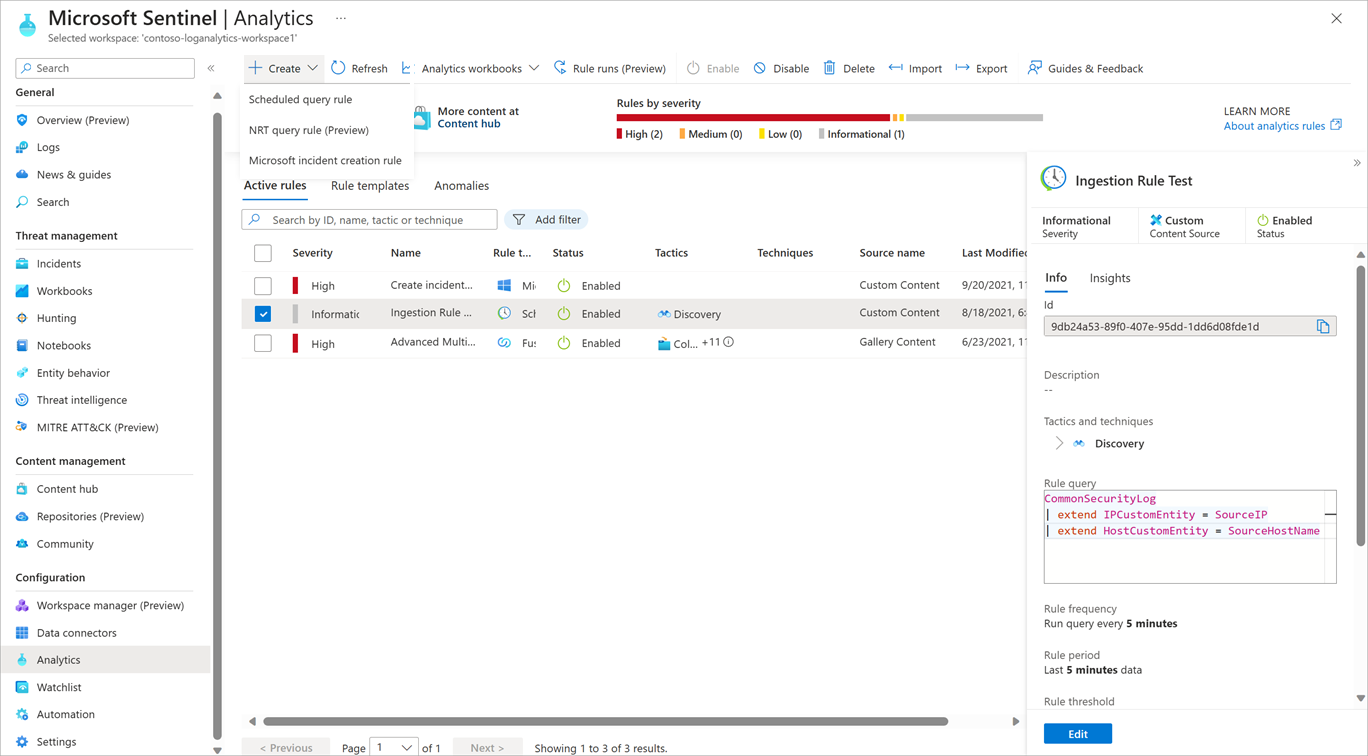 Microsoft Sentinel | Analytics ...
Selected workspace: 'contoso-loganalytics-workspace1'
Search
«
General
Overview (Preview)
Logs
News & guides
Search
Threat management
Incidents
Workbooks
Hunting
Notebooks
Entity behavior
Threat intelligence
MITRE ATT&CK (Preview)
Content management
Content hub
Repositories (Preview)
Community
Configuration
Workspace manager (Preview)
Data connectors
Analytics
Watchlist
Automation
Settings
Create Refresh Analytics workbooks Rule runs (Preview) Enable Disable Delete Import Export Guides & Feedback
Scheduled query rule
NRT query rule (Preview)
Microsoft incident creation rule
More content at
Content hub
Rules by severity
High (2) Medium (0) Low (0) Informational (1)
LEARN MORE
About analytics rules
Active rules Rule templates Anomalies
Search by ID, name, tactic or technique Add filter
Severity Name Rule t... Status Tactics Techniques Source name Last Modified
High Create incident... Mi Enabled Custom Content 9/20/2021, 11
Informatic Ingestion Rule ... Sch Enabled Discovery Custom Content 8/18/2021, 6:
High Advanced Multi... Fus Enabled Col... +11 Gallery Content 6/23/2021, 11
< Previous Page 1 of 1 Next > Showing 1 to 3 of 3 results.
»
Ingestion Rule Test
Informational Custom Enabled
Severity Content Source Status
Info Insights
Id
9db24a53-89f0-407e-95dd-1dd6d08fde1d
Description
--
Tactics and techniques
Discovery
Rule query
CommonSecurityLog
| extend IPCustomEntity = SourceIP
| extend HostCustomEntity = SourceHostName
Rule frequency
Run query every 5 minutes
Rule period
Last 5 minutes data
Rule threshold
Edit